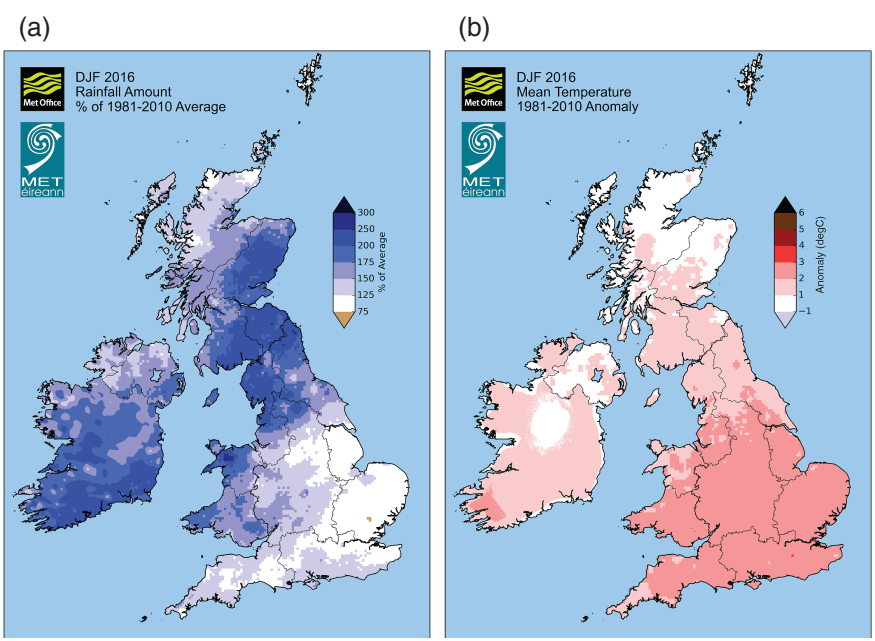 (a)
(b)
Met Office
DJF 2016
Rainfall Amount
% of 1981-2010 Average
MET
éireann
300
250
200
175
150
125
75
% of Average
Met Office
DJF 2016
Mean Temperature
1981-2010 Anomaly
MET
éireann
6
5
4
3
2
1
−1
Anomaly (degC)